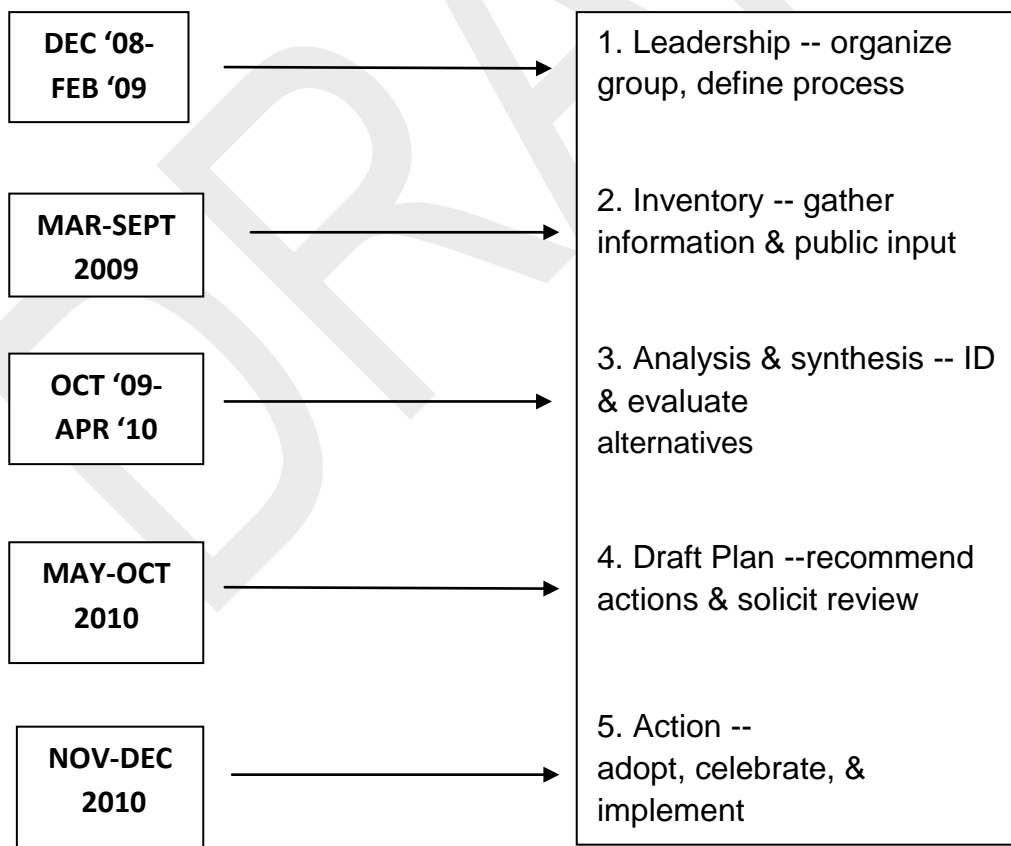 DEC ‘08-
FEB ‘09
1. Leadership -- organize
group, define process
MAR-SEPT
2009
2. Inventory -- gather
information & public input
OCT ‘09-
APR ‘10
3. Analysis & synthesis -- ID
& evaluate
alternatives
MAY-OCT
2010
4. Draft Plan --recommend
actions & solicit review
NOV-DEC
2010
5. Action --
adopt, celebrate, &
implement